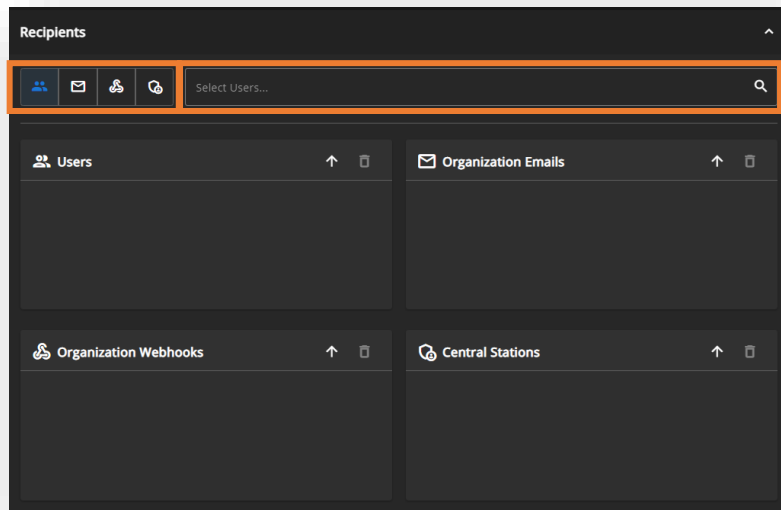 Recipients
Select Users...
Users
Organization Emails
Organization Webhooks
Central Stations